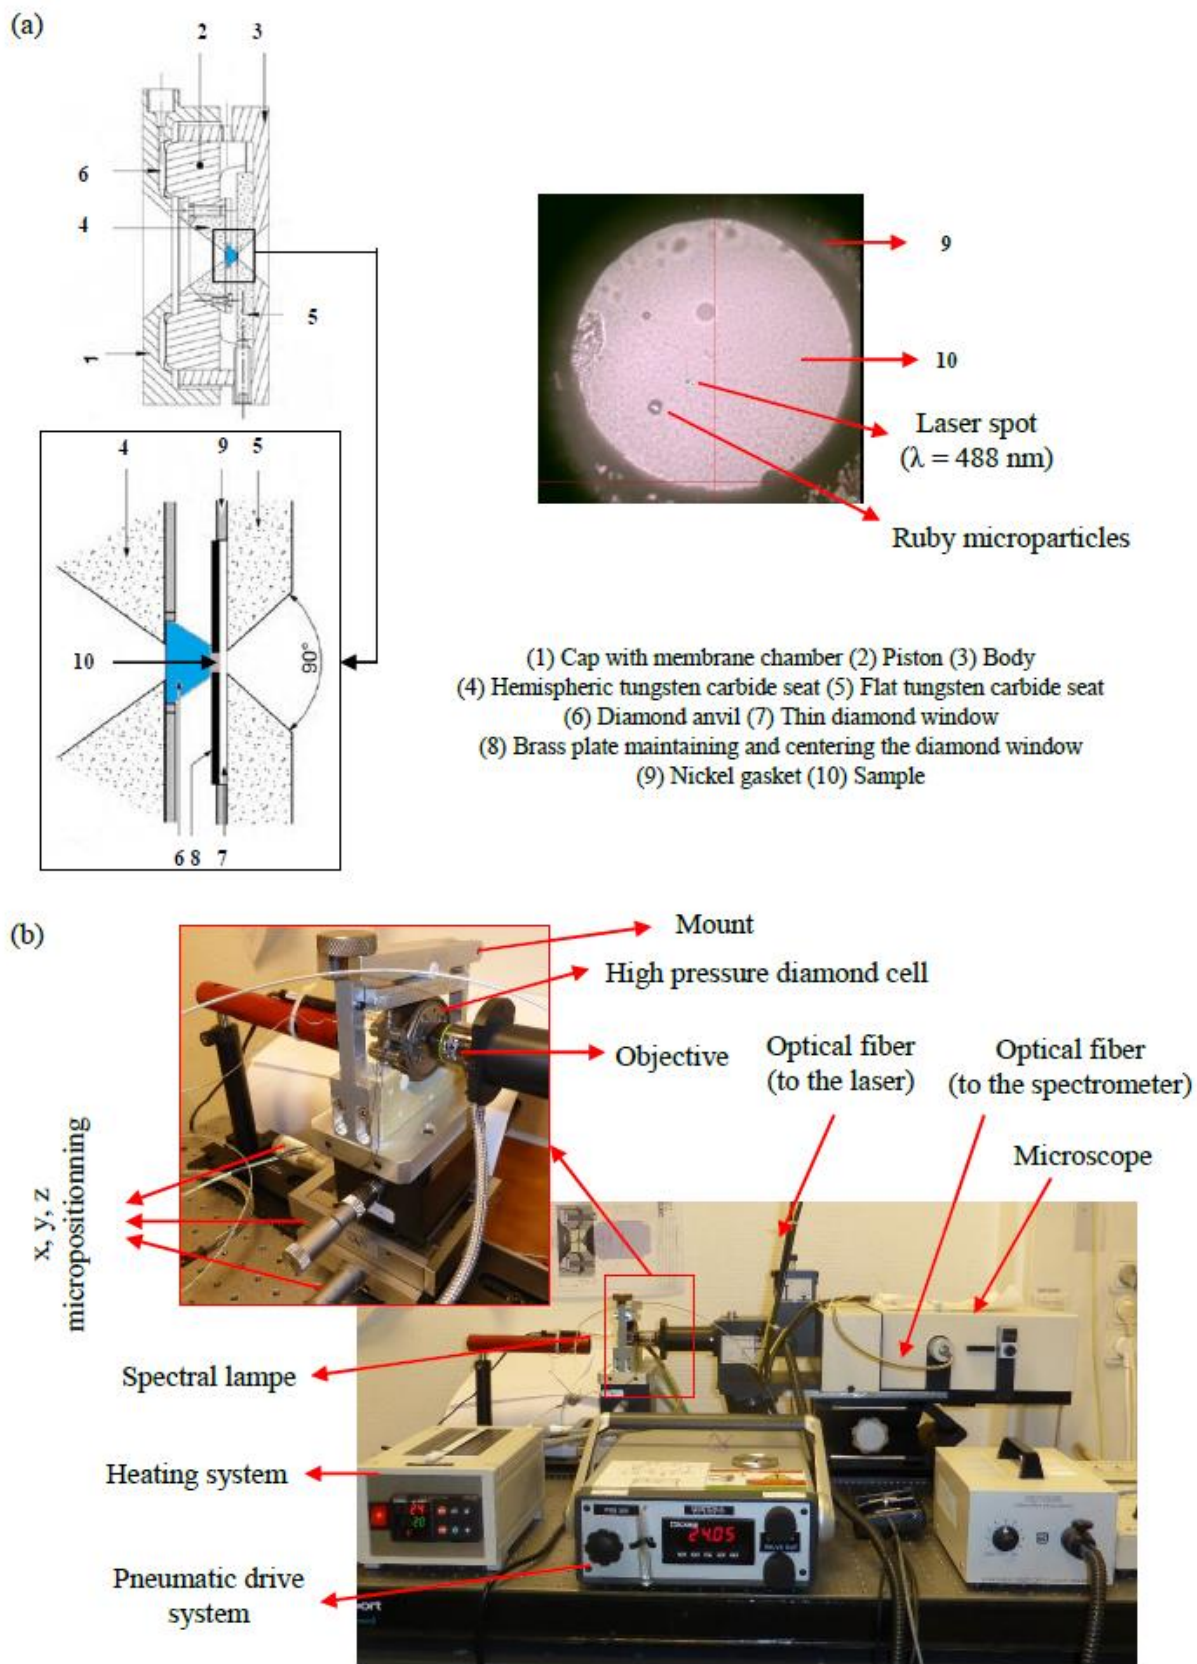 (a)
2
3
6
4
5
1
9
10
Laser spot
(λ = 488 nm)
Ruby microparticles
4
9
5
10
90°
6 8 7
(1) Cap with membrane chamber (2) Piston (3) Body
(4) Hemispheric tungsten carbide seat (5) Flat tungsten carbide seat
(6) Diamond anvil (7) Thin diamond window
(8) Brass plate maintaining and centering the diamond window
(9) Nickel gasket (10) Sample
(b)
Mount
High pressure diamond cell
Objective
Optical fiber
(to the laser)
Optical fiber
(to the spectrometer)
Microscope
x, y, z
micropositionning
Spectral lampe
Heating system
Pneumatic drive
system
24
20
24.05
port